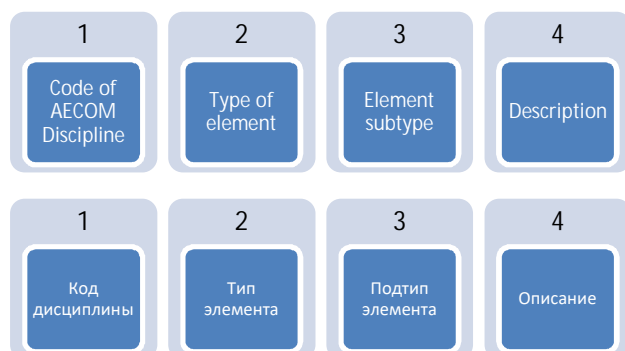 1 2 3 4
Code of
AECOM
Discipline
Type of
element
Element
subtype
Description
1 2 3 4
Код
дисциплины
Тип
элемента
Подтип
элемента
Описание